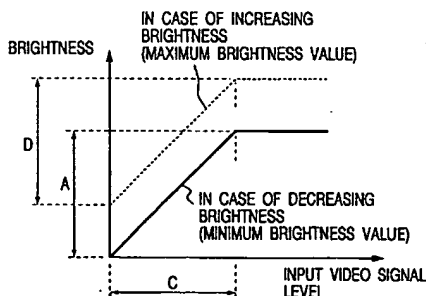 IN CASE OF INCREASING
BRIGHTNESS
(MAXIMUM BRIGHTNESS VALUE)
BRIGHTNESS
D
A
IN CASE OF DECREASING
BRIGHTNESS
(MINIMUM BRIGHTNESS VALUE)
C
INPUT VIDEO SIGNAL
LEVEL